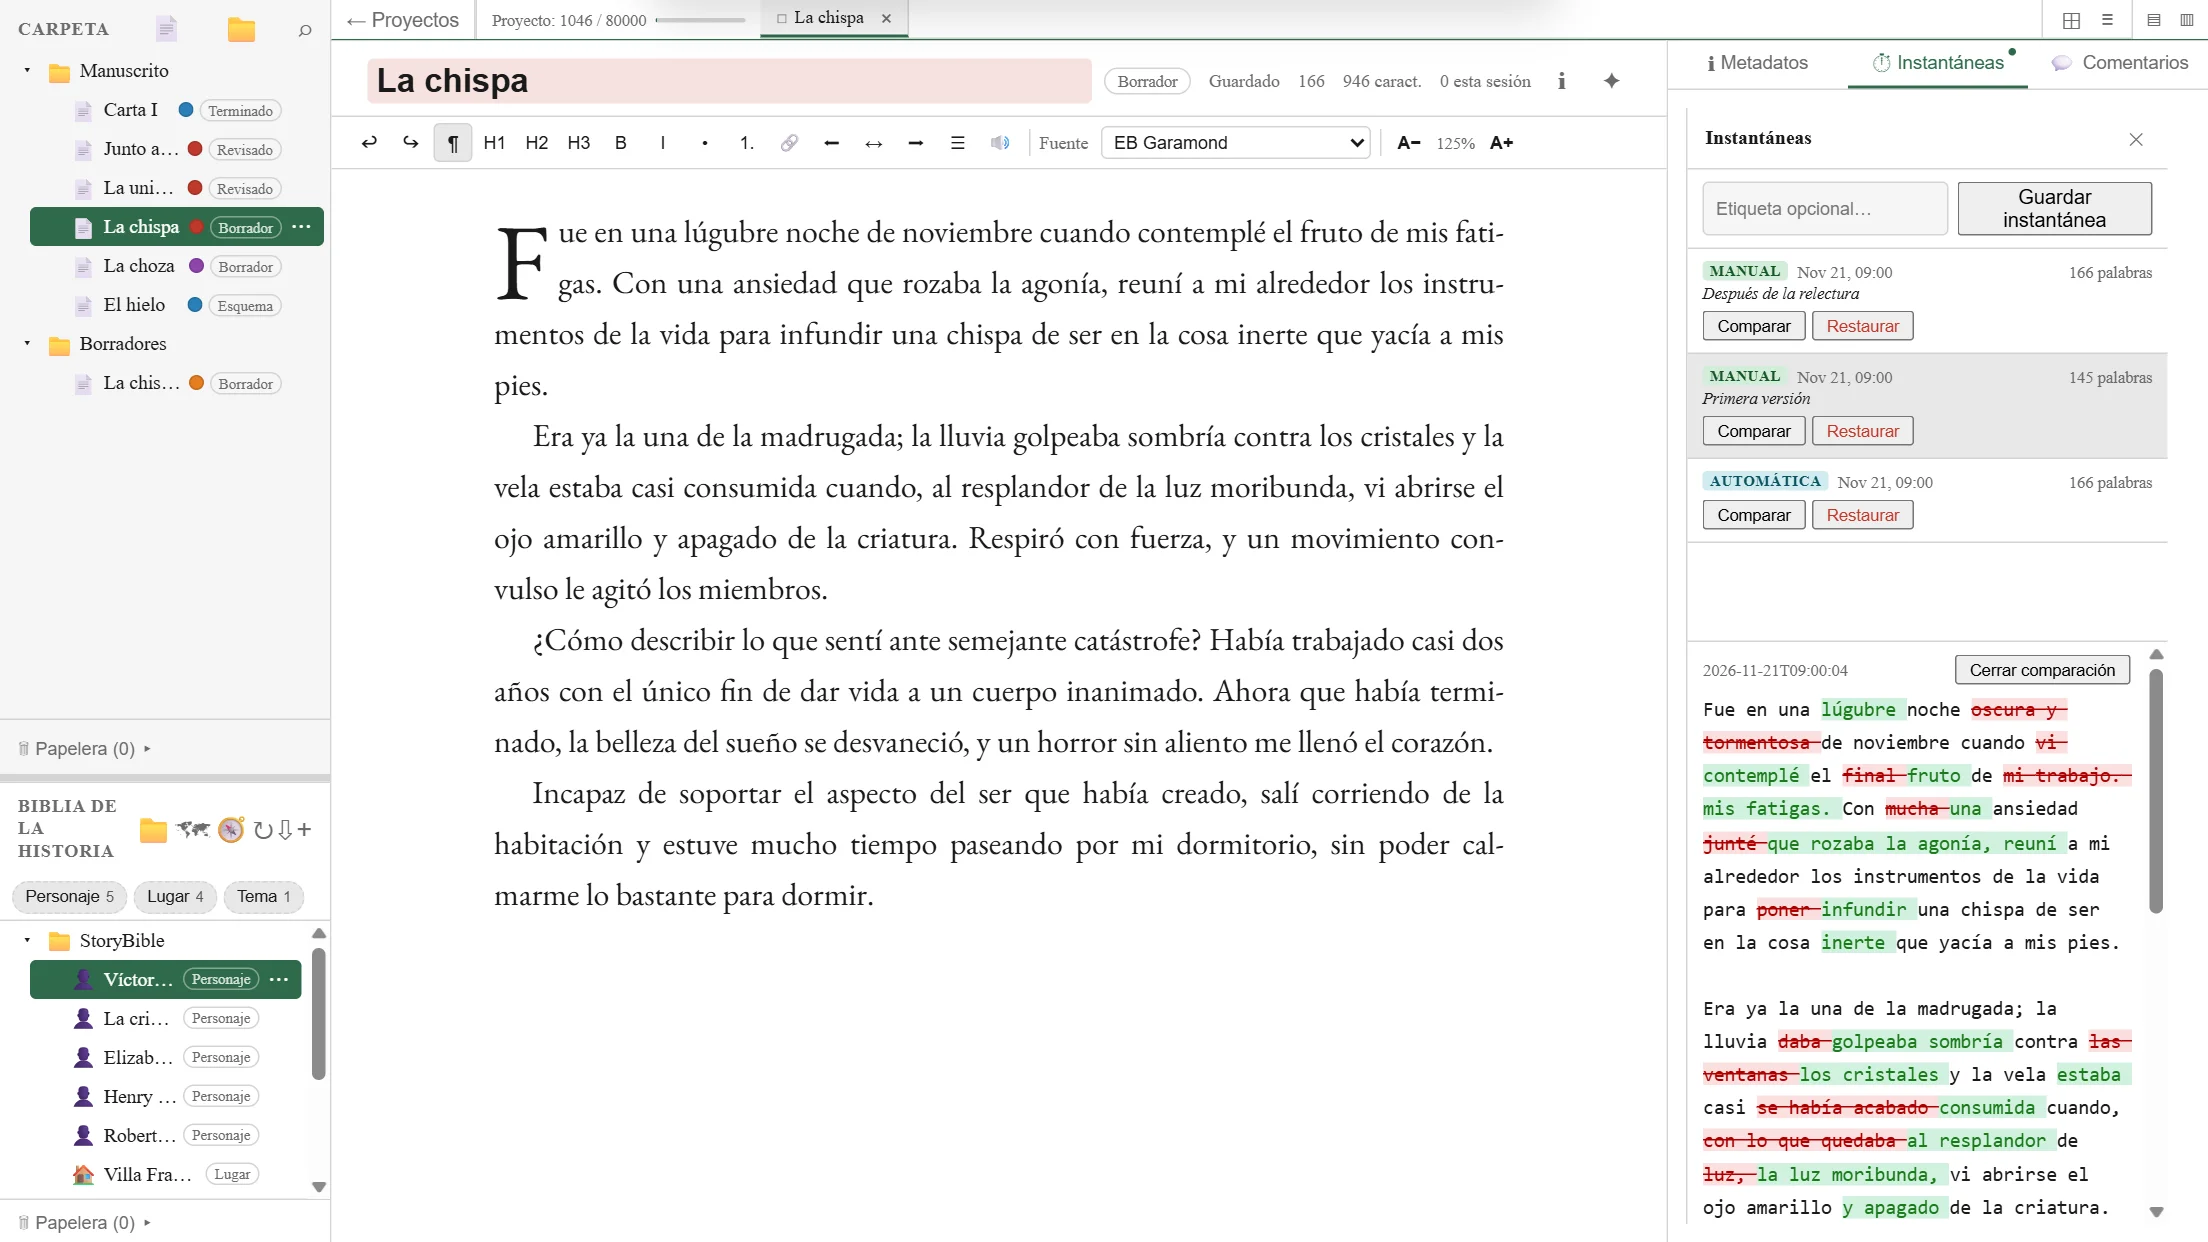 CARPETA
Manuscrito
Carta I Terminado
Junto a… Revisado
La uni… Revisado
La chispa Borrador ···
La choza Borrador
El hielo Esquema
Borradores
La chis… Borrador
Papelera (0)
BIBLIA DE
LA
HISTORIA
Personaje 5 Lugar 4 Tema 1
StoryBible
Víctor… Personaje ···
La cri… Personaje
Elizab… Personaje
Henry … Personaje
Robert… Personaje
Villa Fra… Lugar
Papelera (0)
← Proyectos Proyecto: 1046 / 80000 La chispa ×
La chispa Borrador Guardado 166 946 caract. 0 esta sesión
¶ H1 H2 H3 B I • 1. Fuente EB Garamond A− 125% A+
Fue en una lúgubre noche de noviembre cuando contemplé el fruto de mis fati-
gas. Con una ansiedad que rozaba la agonía, reuní a mi alrededor los instru-
mentos de la vida para infundir una chispa de ser en la cosa inerte que yacía a mis
pies.
Era ya la una de la madrugada; la lluvia golpeaba sombría contra los cristales y la
vela estaba casi consumida cuando, al resplandor de la luz moribunda, vi abrirse el
ojo amarillo y apagado de la criatura. Respiró con fuerza, y un movimiento con-
vulso le agitó los miembros.
¿Cómo describir lo que sentí ante semejante catástrofe? Había trabajado casi dos
años con el único fin de dar vida a un cuerpo inanimado. Ahora que había termi-
nado, la belleza del sueño se desvaneció, y un horror sin aliento me llenó el corazón.
Incapaz de soportar el aspecto del ser que había creado, salí corriendo de la
habitación y estuve mucho tiempo paseando por mi dormitorio, sin poder cal-
marme lo bastante para dormir.
Metadatos Instantáneas Comentarios
Instantáneas
Etiqueta opcional… Guardar
instantánea
MANUAL Nov 21, 09:00 166 palabras
Después de la relectura
Comparar Restaurar
MANUAL Nov 21, 09:00 145 palabras
Primera versión
Comparar Restaurar
AUTOMÁTICA Nov 21, 09:00 166 palabras
Comparar Restaurar
2026-11-21T09:00:04 Cerrar comparación
Fue en una lúgubre noche oscura y
tormentosa de noviembre cuando vi
contemplé el final fruto de mi trabajo.
mis fatigas. Con mucha una ansiedad
junté que rozaba la agonía, reuní a mi
alrededor los instrumentos de la vida
para poner infundir una chispa de ser
en la cosa inerte que yacía a mis pies.
Era ya la una de la madrugada; la
lluvia daba golpeaba sombría contra las
ventanas los cristales y la vela estaba
casi se había acabado consumida cuando,
con lo que quedaba al resplandor de
luz, la luz moribunda, vi abrirse el
ojo amarillo y apagado de la criatura.